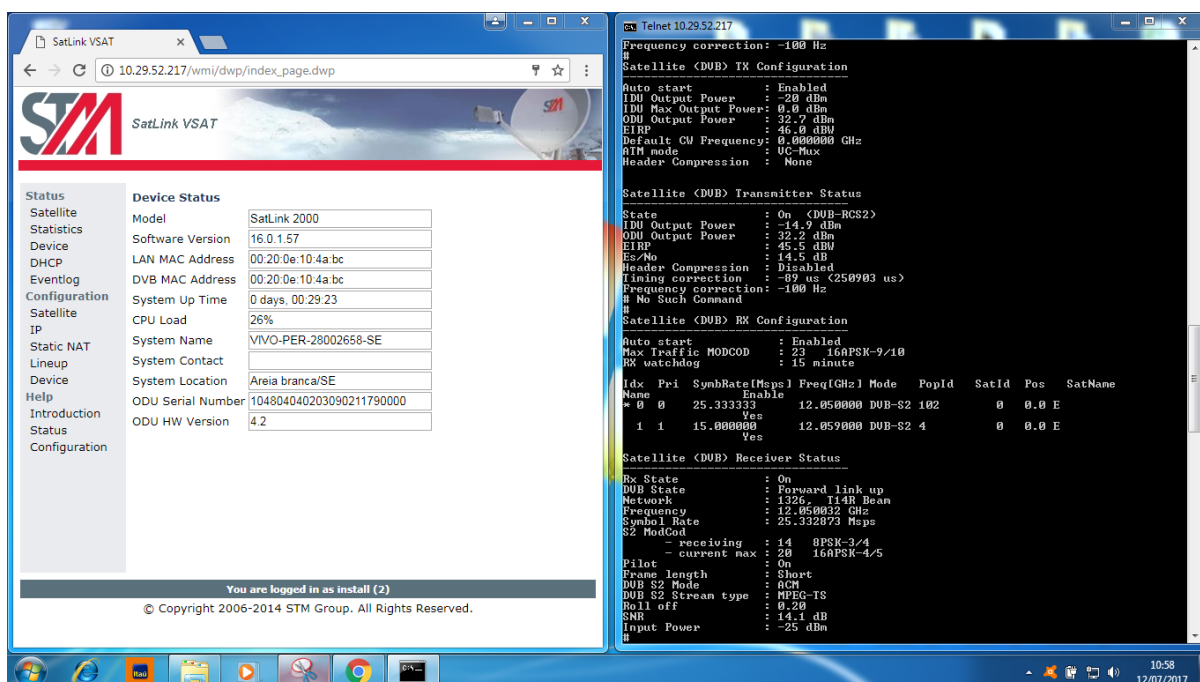 SatLink VSAT
10.29.52.217/wmi/dwp/index_page.dwp
STM
SatLink VSAT
STM
Status
Satellite
Statistics
Device
DHCP
Eventlog
Configuration
Satellite
IP
Static NAT
Lineup
Device
Help
Introduction
Status
Configuration
Device Status
Model SatLink 2000
Software Version 16.0.1.57
LAN MAC Address 00:20:0e:10:4a:bc
DVB MAC Address 00:20:0e:10:4a:bc
System Up Time 0 days, 00:29:23
CPU Load 26%
System Name VIVO-PER-28002658-SE
System Contact
System Location Areia branca/SE
ODU Serial Number 104804040203090211790000
ODU HW Version 4.2
You are logged in as install (2)
© Copyright 2006-2014 STM Group. All Rights Reserved.
Telnet 10.29.52.217
Frequency correction: -100 Hz
#
Satellite (DVB) TX Configuration
Auto start : Enabled
IDU Output Power : -20 dBm
IDU Max Output Power: 0.0 dBm
ODU Output Power : 32.7 dBm
EIRP : 46.0 dBW
Default CW Frequency: 0.000000 GHz
ATM mode : VC-Mux
Header Compression : None
Satellite (DVB) Transmitter Status
State : On (DVB-RCS2)
IDU Output Power : -14.9 dBm
ODU Output Power : 32.2 dBm
EIRP : 45.5 dBW
Es/No : 14.5 dB
Header Compression : Disabled
Timing correction : -89 us (250903 us)
Frequency correction: -100 Hz
# No Such Command
#
Satellite (DVB) RX Configuration
Auto start : Enabled
Max Traffic MODCOD : 23 16APSK-9/10
RX watchdog : 15 minute
Idx Pri SymbRate[Msps] Freq[GHz] Mode PopId SatId Pos SatName
Name Enable
* 0 0 25.333333 12.050000 DVB-S2 102 0 0.0 E
Yes
1 1 15.000000 12.059000 DVB-S2 4 0 0.0 E
Yes
Satellite (DVB) Receiver Status
Rx State : On
DVB State : Forward link up
Network : 1326, T14R Beam
Frequency : 12.050032 GHz
Symbol Rate : 25.332873 Msps
S2 ModCod
- receiving : 14 8PSK-3/4
- current max : 20 16APSK-4/5
Pilot : On
Frame length : Short
DVB S2 Mode : ACM
DVB S2 Stream type : MPEG-TS
Roll off : 0.20
SNR : 14.1 dB
Input Power : -25 dBm
#
Itaú
10:58
12/07/2017